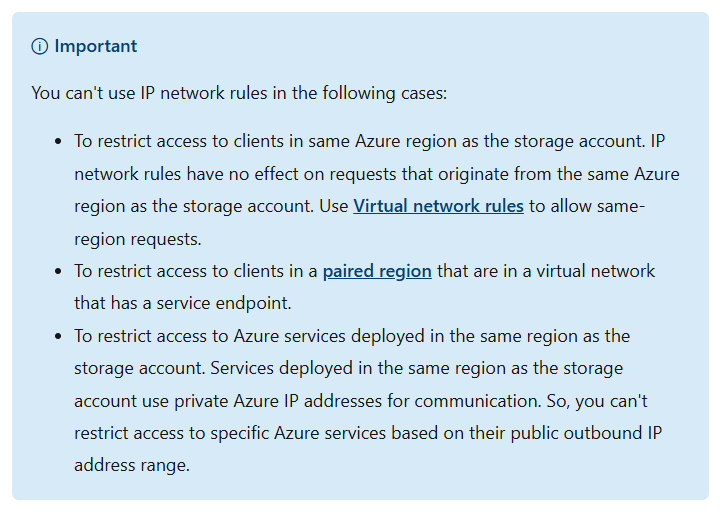 Important
You can't use IP network rules in the following cases:
• To restrict access to clients in same Azure region as the storage account. IP
network rules have no effect on requests that originate from the same Azure
region as the storage account. Use Virtual network rules to allow same-
region requests.
• To restrict access to clients in a paired region that are in a virtual network
that has a service endpoint.
• To restrict access to Azure services deployed in the same region as the
storage account. Services deployed in the same region as the storage
account use private Azure IP addresses for communication. So, you can't
restrict access to specific Azure services based on their public outbound IP
address range.